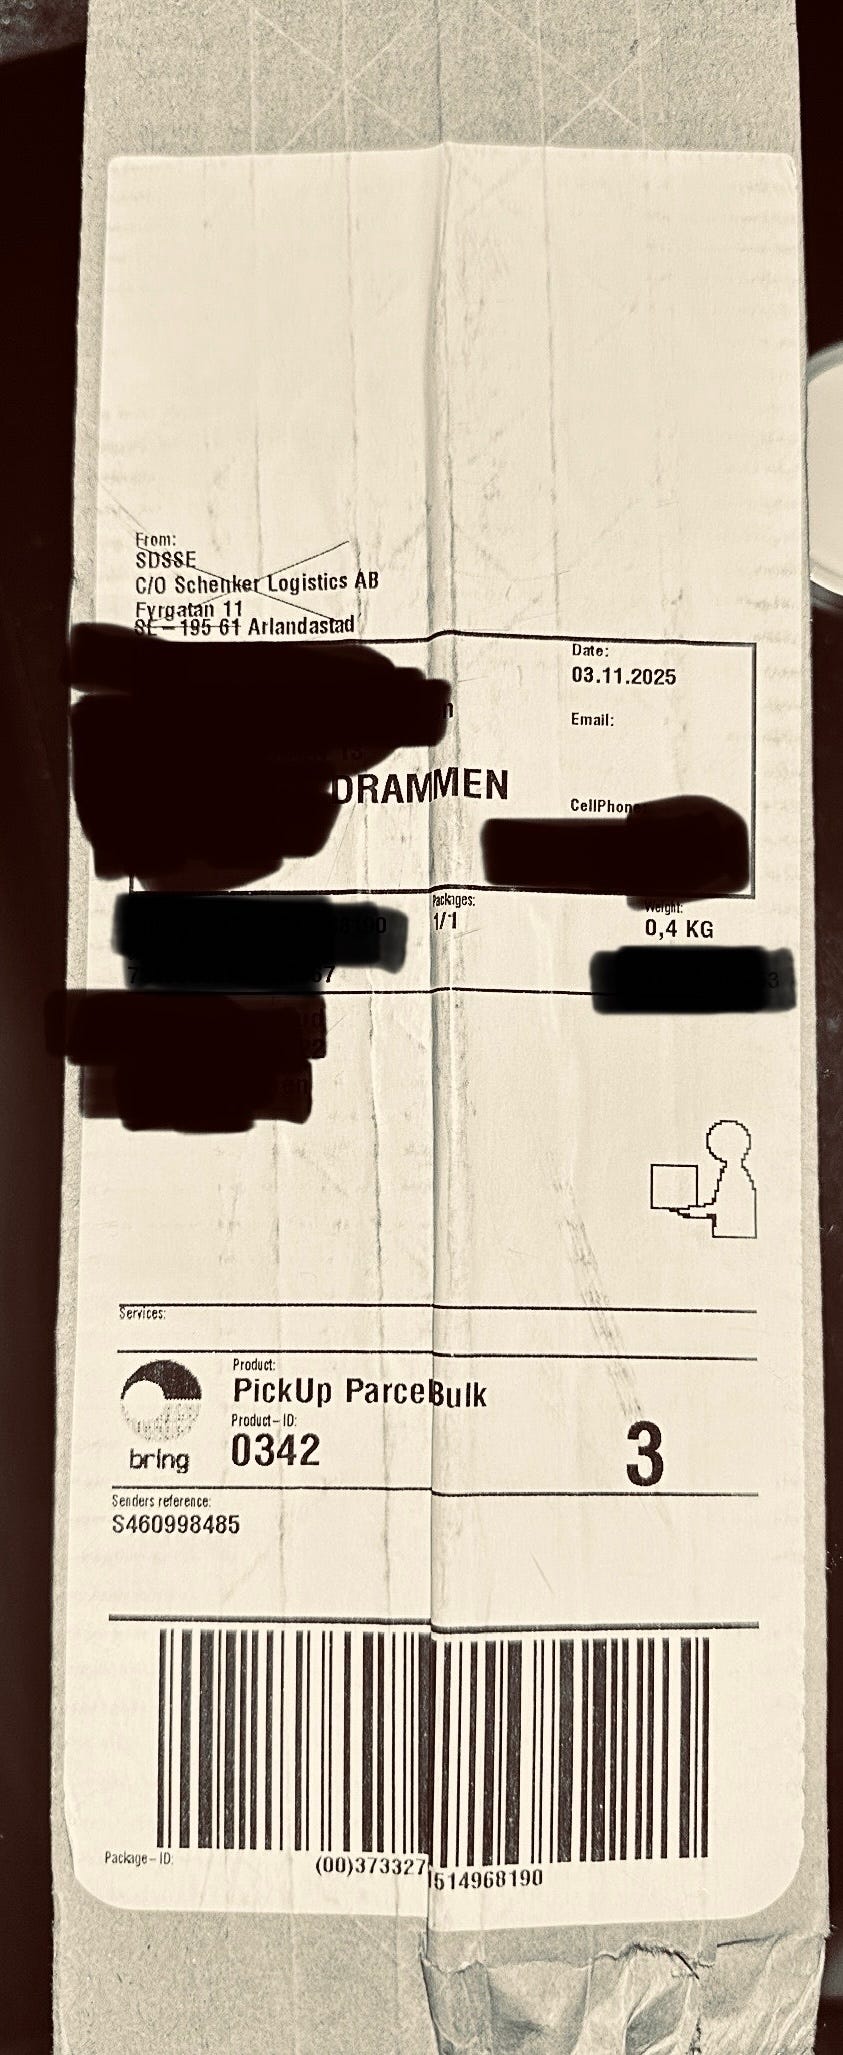 From:
SDSSE
C/O Schenker Logistics AB
Fyrgatan 11
SE-195 61 Arlandastad
Date:
03.11.2025
Email:
DRAMMEN
CellPhone
Packages:
1/1
Weight:
0,4 KG
Services:
Product:
PickUp ParceBulk
Product-ID:
0342
3
bring
Senders reference:
S460998485
Package-ID:
(00)373327
514968190